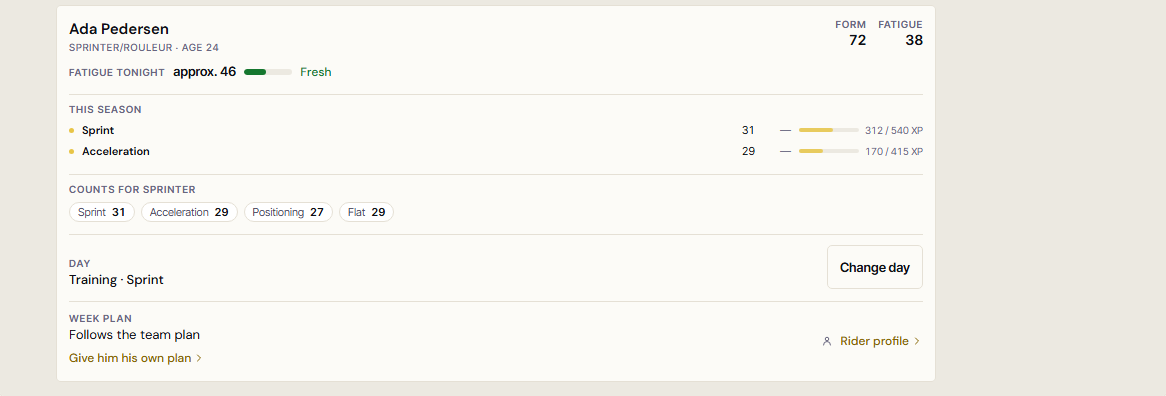 Ada Pedersen
SPRINTER/ROULEUR · AGE 24
FORM FATIGUE
72 38
FATIGUE TONIGHT approx. 46 Fresh
THIS SEASON
Sprint 31 — 312 / 540 XP
Acceleration 29 — 170 / 415 XP
COUNTS FOR SPRINTER
Sprint 31 Acceleration 29 Positioning 27 Flat 29
DAY
Training · Sprint
Change day
WEEK PLAN
Follows the team plan
Give him his own plan >
Rider profile >